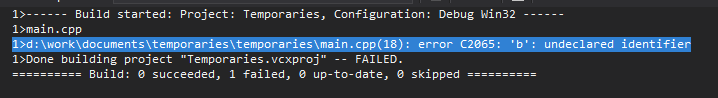 1>------ Build started: Project: Temporaries, Configuration: Debug Win32 ------
1>main.cpp
1>d:\work\documents\temporaries\temporaries\main.cpp(18): error C2065: 'b': undeclared identifier
1>Done building project "Temporaries.vcxproj" -- FAILED.
========== Build: 0 succeeded, 1 failed, 0 up-to-date, 0 skipped ==========